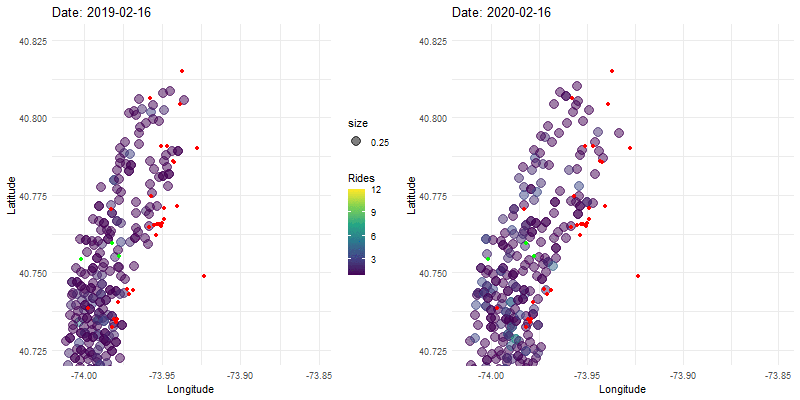 Date: 2019-02-16
40.825
40.800
40.775
40.750
40.725
Latitude
-74.00
-73.95
-73.90
-73.85
Longitude
size
0.25
Rides
12
9
6
3
Date: 2020-02-16
40.825
40.800
40.775
40.750
40.725
Latitude
-74.00
-73.95
-73.90
-73.85
Longitude